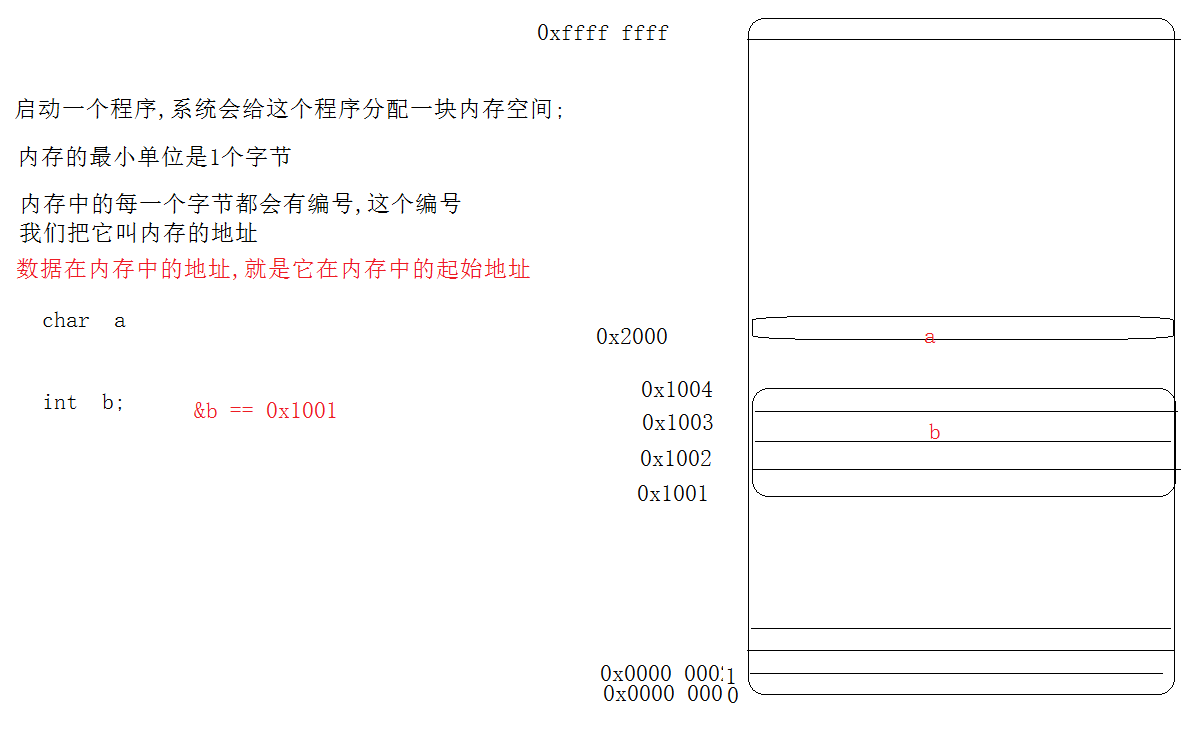 0xffff ffff
启动一个程序,系统会给这个程序分配一块内存空间;
内存的最小单位是1个字节
内存中的每一个字节都会有编号,这个编号
我们把它叫内存的地址
数据在内存中的地址,就是它在内存中的起始地址
char a
0x2000
a
0x1004
int b;
&b == 0x1001
0x1003
b
0x1002
0x1001
0x0000 0001
0x0000 0000